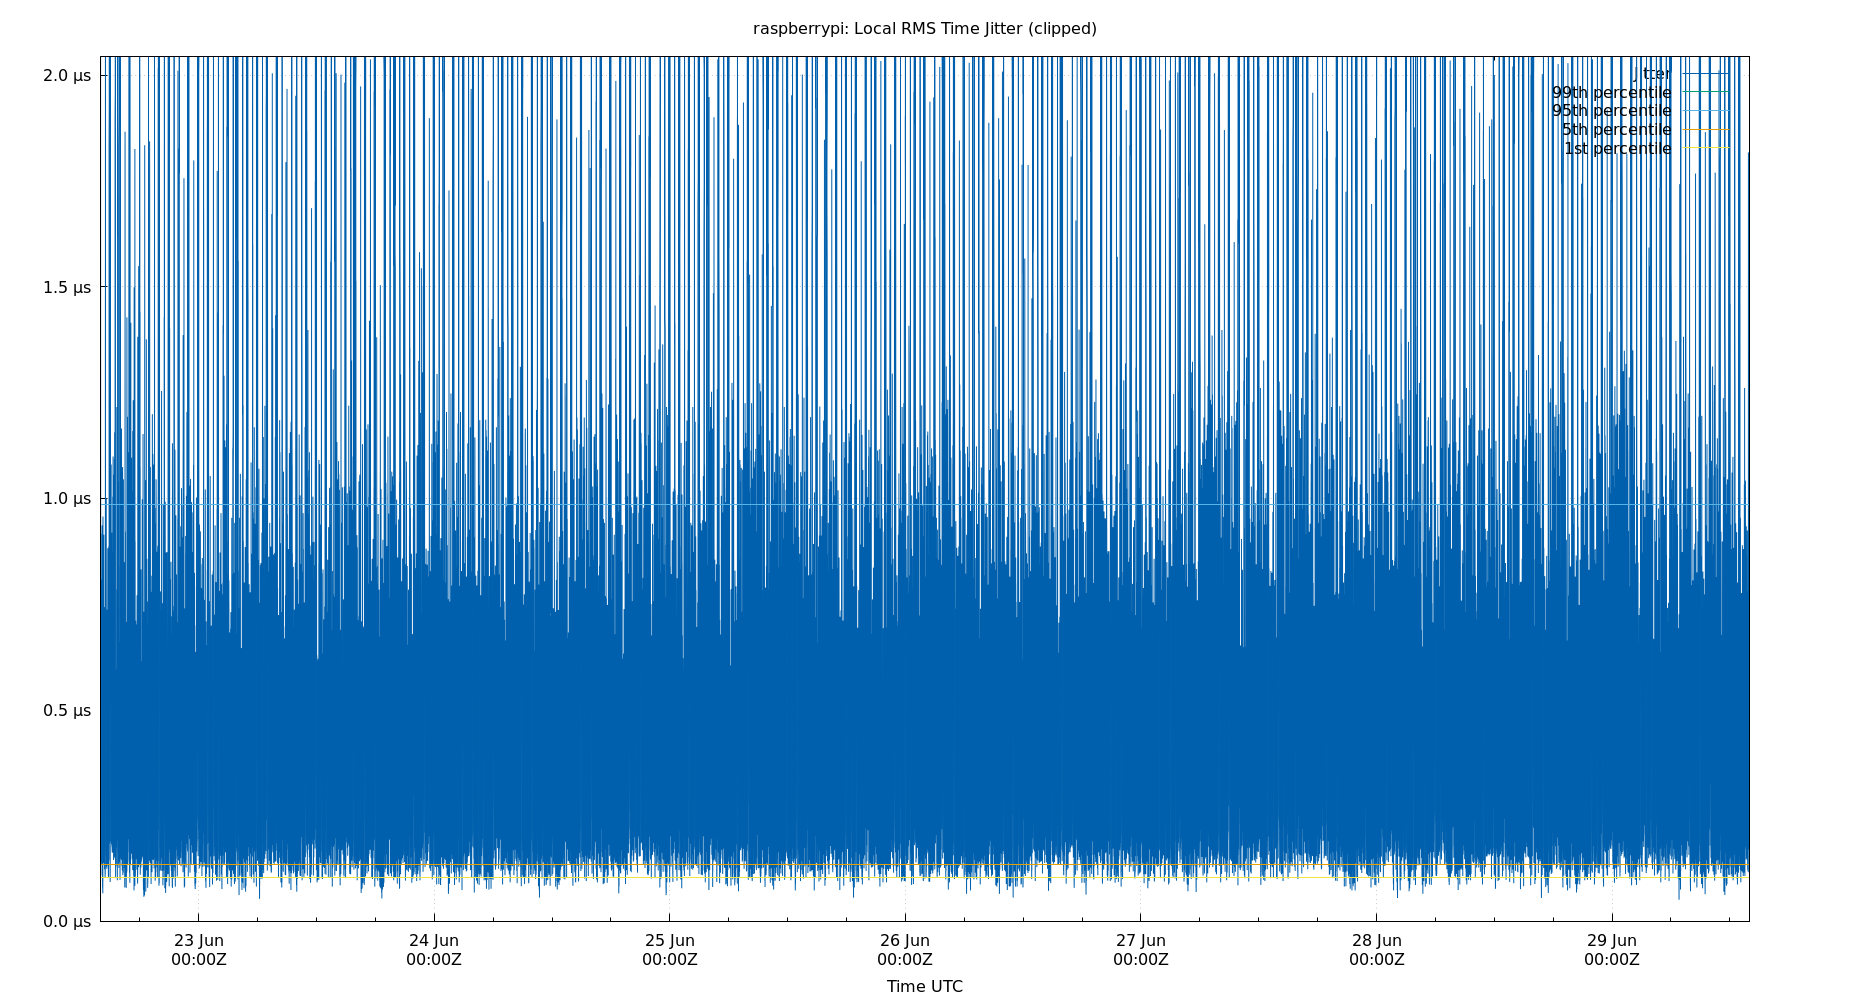 raspberrypi: Local RMS Time Jitter (clipped)
2.0 µs
1.5 µs
1.0 µs
0.5 µs
0.0 µs
jitter
99th percentile
95th percentile
5th percentile
1st percentile
23 Jun 24 Jun 25 Jun 26 Jun 27 Jun 28 Jun 29 Jun
00:00Z 00:00Z 00:00Z 00:00Z 00:00Z 00:00Z 00:00Z
Time UTC